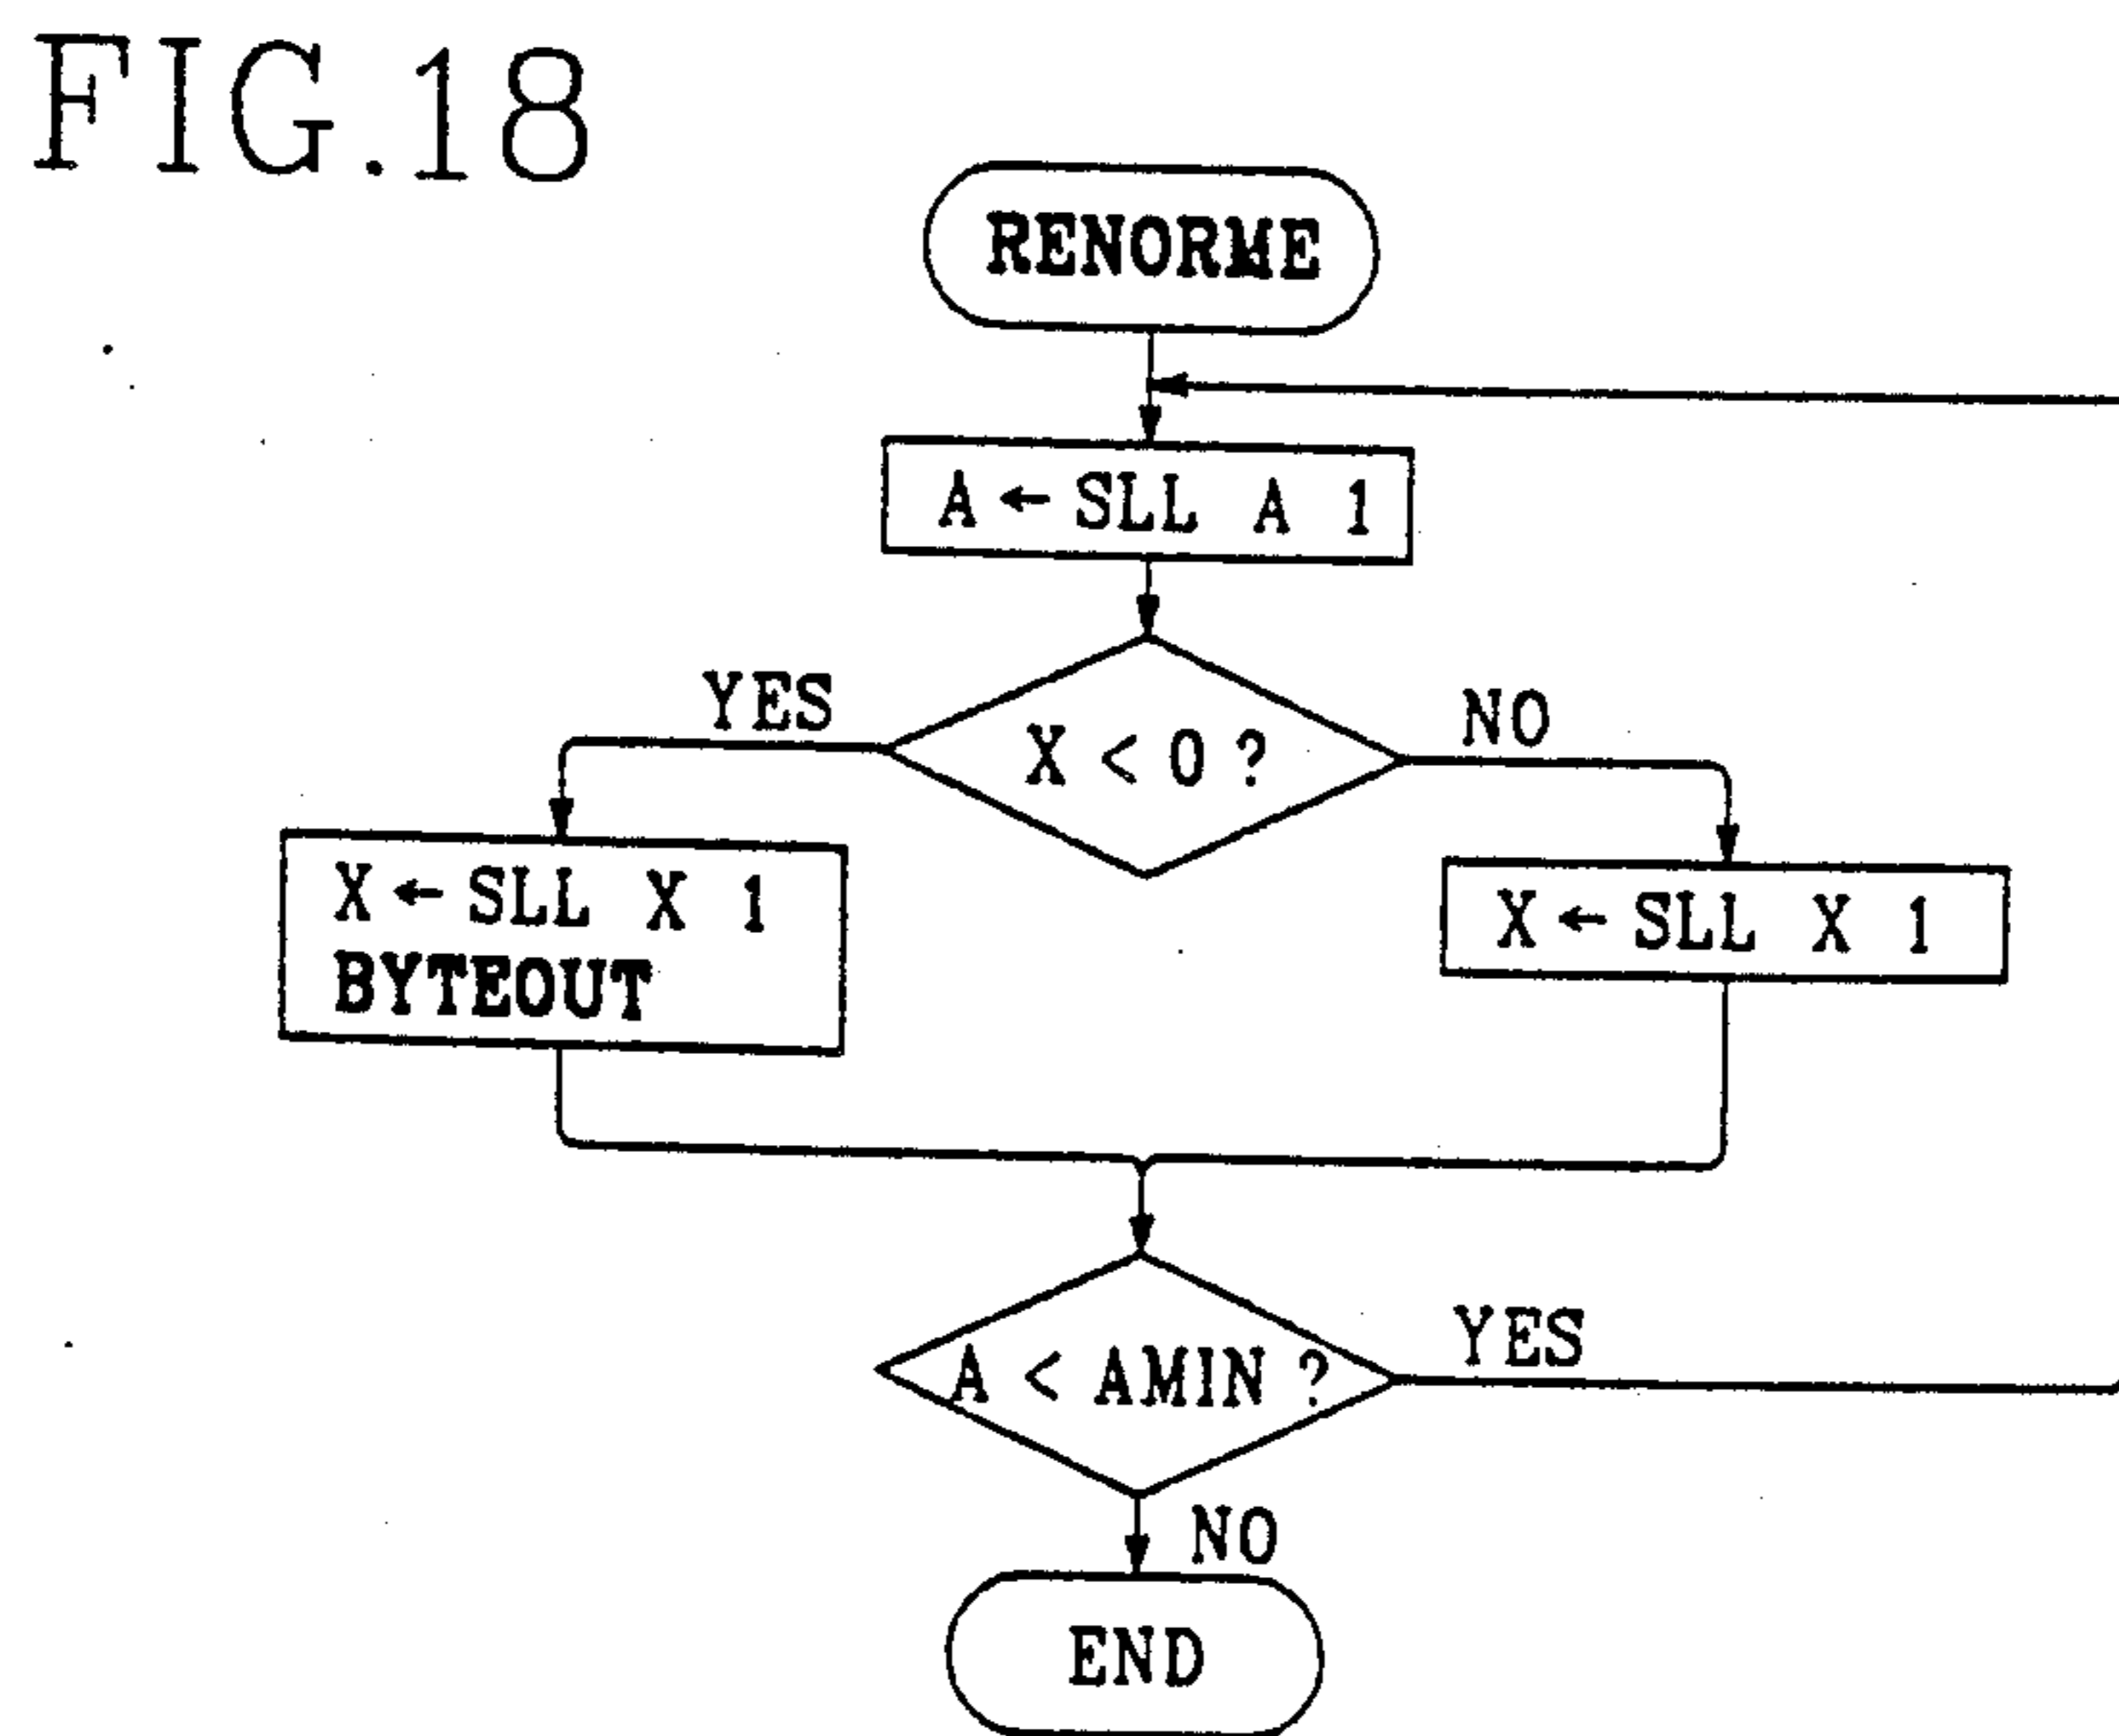 FIG.18
RENORME
A ← SLL A 1
YES
X < 0 ?
NO
X ← SLL X 1
BYTEOUT
X ← SLL X 1
A < AMIN ?
YES
NO
END